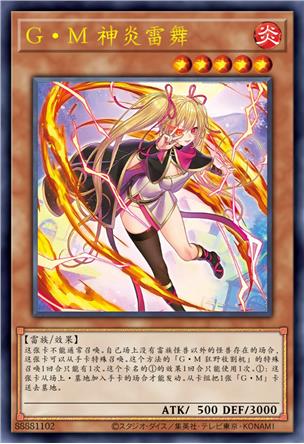 G・M 神炎雷舞
炎
【雷族/效果】
这张卡不能通常召唤。自己场上没有雷族怪兽以外的怪兽存在的场合,
这张卡可以从手卡特殊召唤。这个方法的「G・M 狂野枕割机」的特殊
召唤1回合只能有1次。这个卡名的①的效果1回合只能使用1次。①:这
张卡从场上・墓地加入手卡的场合才能发动。从卡组把1张「G・M」卡
送去墓地。
ATK/ 500 DEF/3000
SSS81102
©スタジオ・ダイス/集英社・テレビ東京・KONAMI